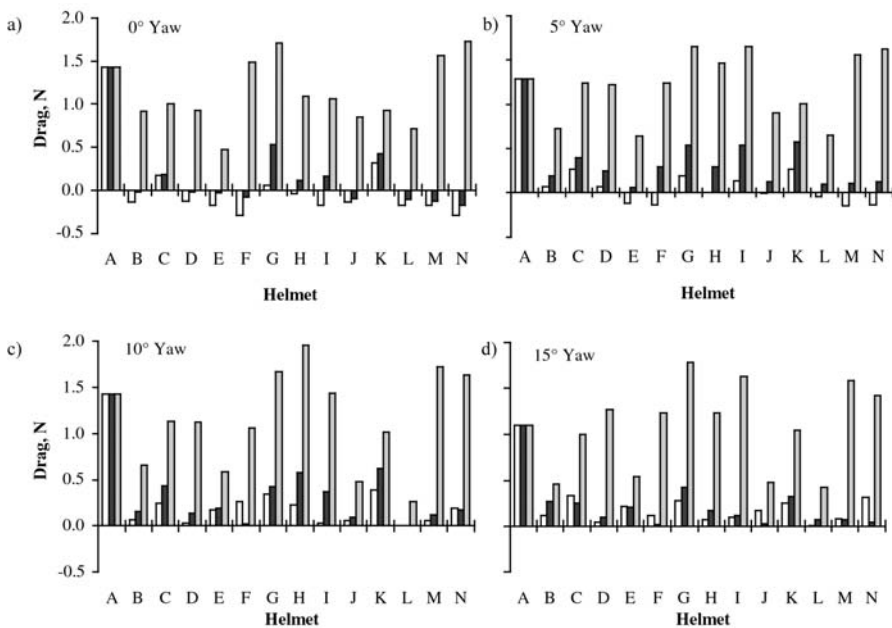 a)
0° Yaw
2.0
1.5
1.0
0.5
0.0
-0.5
Drag, N
A B C D E F G H I J K L M N
Helmet
b)
5° Yaw
A B C D E F G H I J K L M N
Helmet
c)
10° Yaw
2.0
1.5
1.0
0.5
0.0
-0.5
Drag, N
A B C D E F G H I J K L M N
Helmet
d)
15° Yaw
A B C D E F G H I J K L M N
Helmet